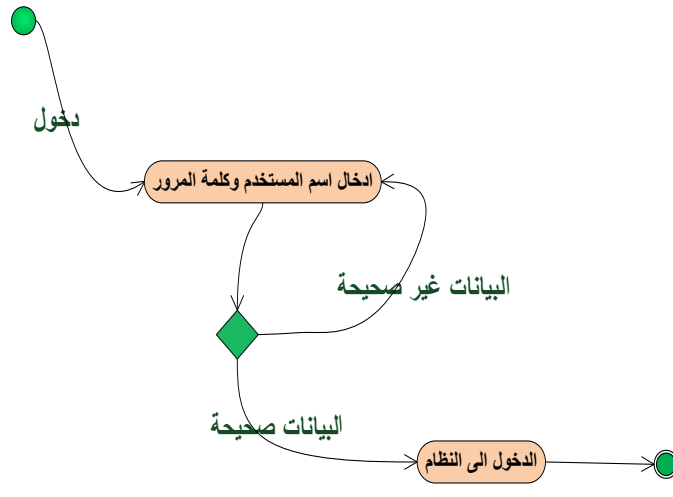 دخول
ادخال اسم المستخدم وكلمة المرور
البيانات غير صحيحة
البيانات صحيحة
الدخول الى النظام